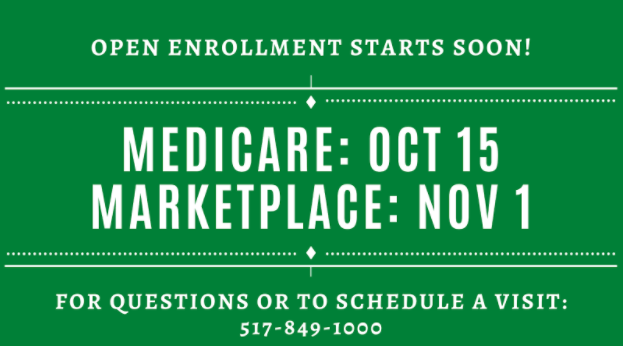 OPEN ENROLLMENT STARTS SOON!
MEDICARE: OCT 15
MARKETPLACE: NOV 1
FOR QUESTIONS OR TO SCHEDULE A VISIT:
517-849-1000